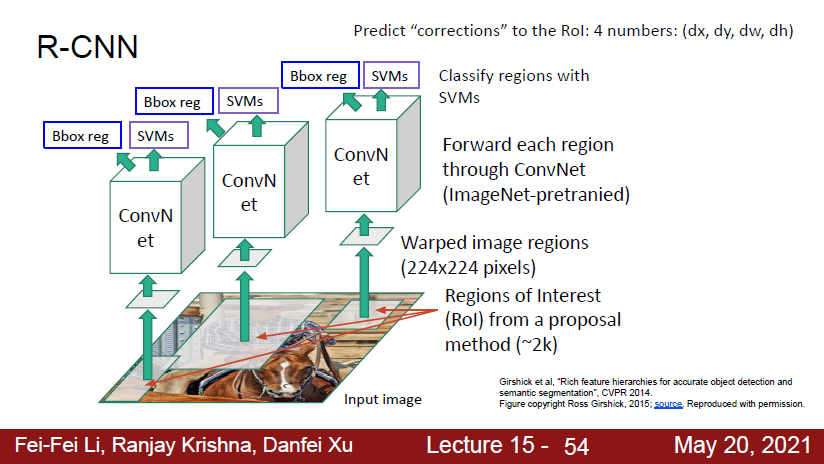 R-CNN
Predict “corrections” to the RoI: 4 numbers: (dx, dy, dw, dh)
Bbox reg
SVMs
Classify regions with
SVMs
Bbox reg
SVMs
Bbox reg
SVMs
ConvN
et
ConvN
et
ConvN
et
Forward each region
through ConvNet
(ImageNet-pretranied)
Warped image regions
(224x224 pixels)
Regions of Interest
(RoI) from a proposal
method (~2k)
Input image
Girshick et al, “Rich feature hierarchies for accurate object detection and
semantic segmentation”, CVPR 2014.
Figure copyright Ross Girshick, 2015; source. Reproduced with permission.
Fei-Fei Li, Ranjay Krishna, Danfei Xu
Lecture 15 - 54
May 20, 2021